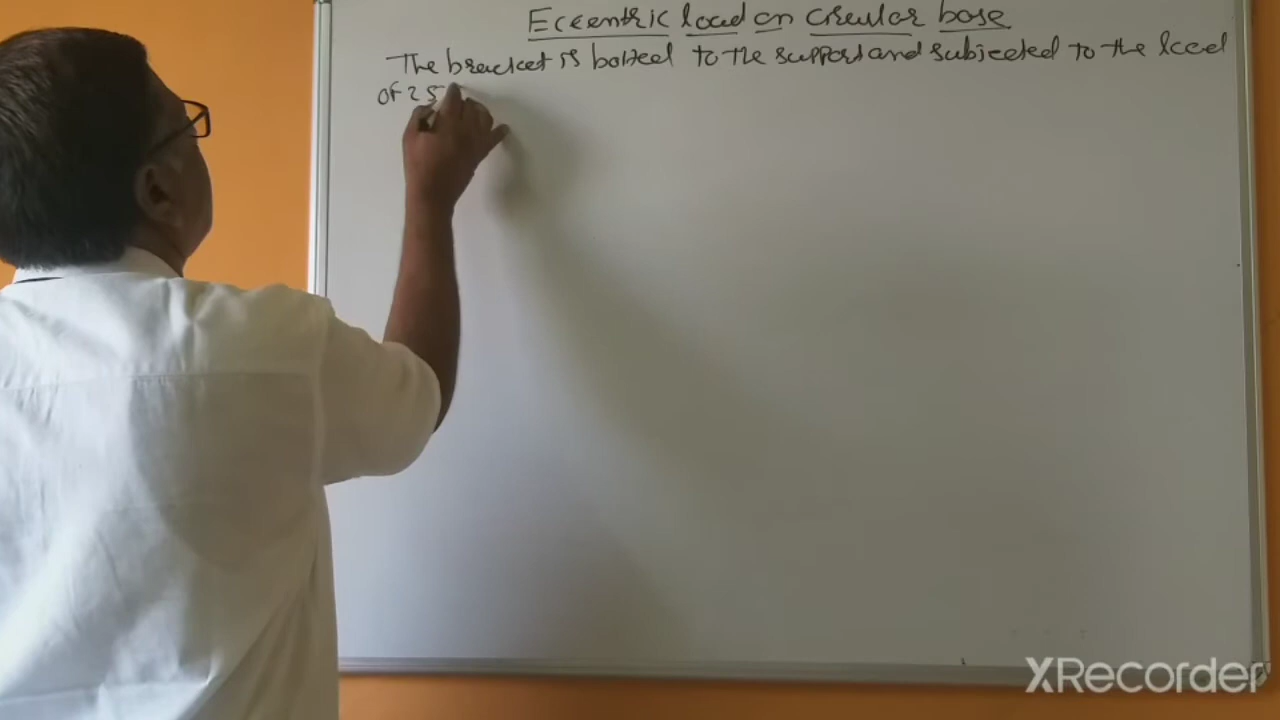 Eccentric load on circular base
The bracket is bolted to the support and subjected to the load
of 25
XRecorder